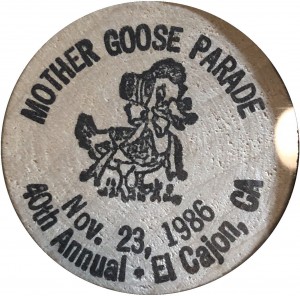 MOTHER GOOSE PARADE
Nov. 23, 1986
40th Annual • El Cajon, CA